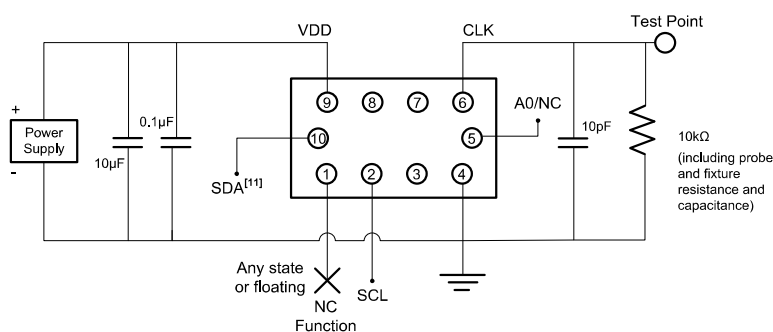 Test Point
VDD
CLK
9
8
7
6
A0/NC
+
Power
Supply
-
10µF
0.1µF
10
5
10pF
10kΩ
(including probe
and fixture
resistance and
capacitance)
SDA[11]
1
2
3
4
Any state
or floating
NC
Function
SCL